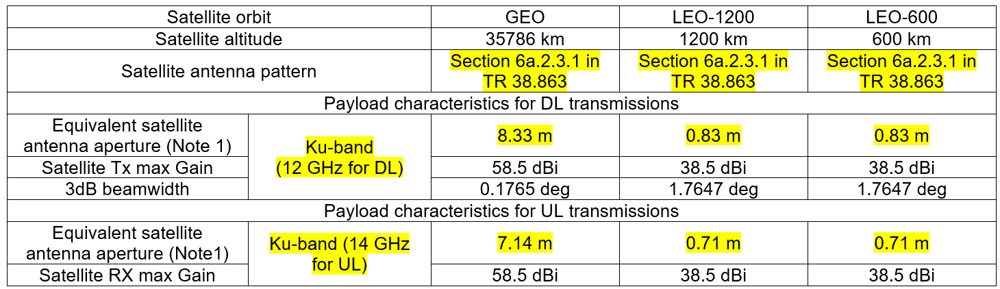 Satellite orbit GEO LEO-1200 LEO-600
Satellite altitude 35786 km 1200 km 600 km
Satellite antenna pattern Section 6a.2.3.1 in TR 38.863 Section 6a.2.3.1 in TR 38.863 Section 6a.2.3.1 in TR 38.863
Payload characteristics for DL transmissions
Equivalent satellite
antenna aperture (Note 1)
Ku-band
(12 GHz for DL)
8.33 m 0.83 m 0.83 m
Satellite Tx max Gain 58.5 dBi 38.5 dBi 38.5 dBi
3dB beamwidth 0.1765 deg 1.7647 deg 1.7647 deg
Payload characteristics for UL transmissions
Equivalent satellite
antenna aperture (Note1)
Ku-band (14 GHz
for UL)
7.14 m 0.71 m 0.71 m
Satellite RX max Gain 58.5 dBi 38.5 dBi 38.5 dBi